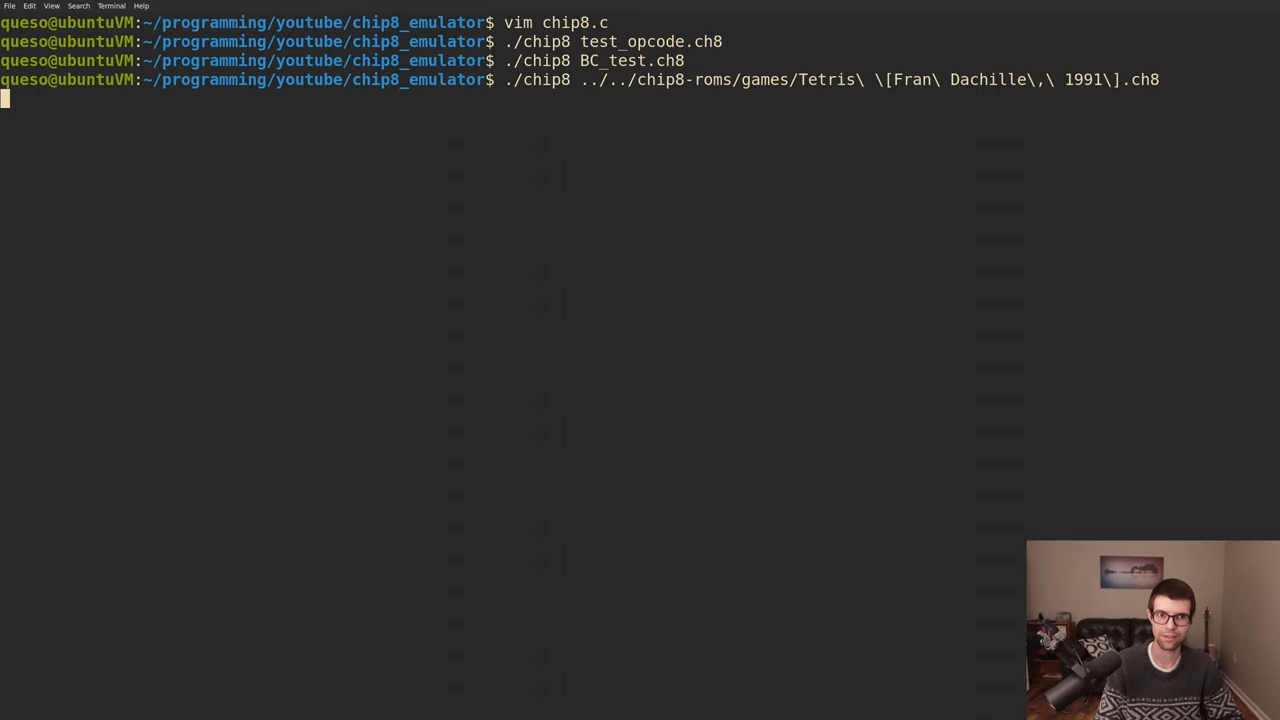 File Edit View Search Terminal Help
queso@ubuntuVM:~/programming/youtube/chip8_emulator$ vim chip8.c
queso@ubuntuVM:~/programming/youtube/chip8_emulator$ ./chip8 test_opcode.ch8
queso@ubuntuVM:~/programming/youtube/chip8_emulator$ ./chip8 BC_test.ch8
queso@ubuntuVM:~/programming/youtube/chip8_emulator$ ./chip8 ../../chip8-roms/games/Tetris\ \[Fran\ Dachille\,\ 1991\].ch8